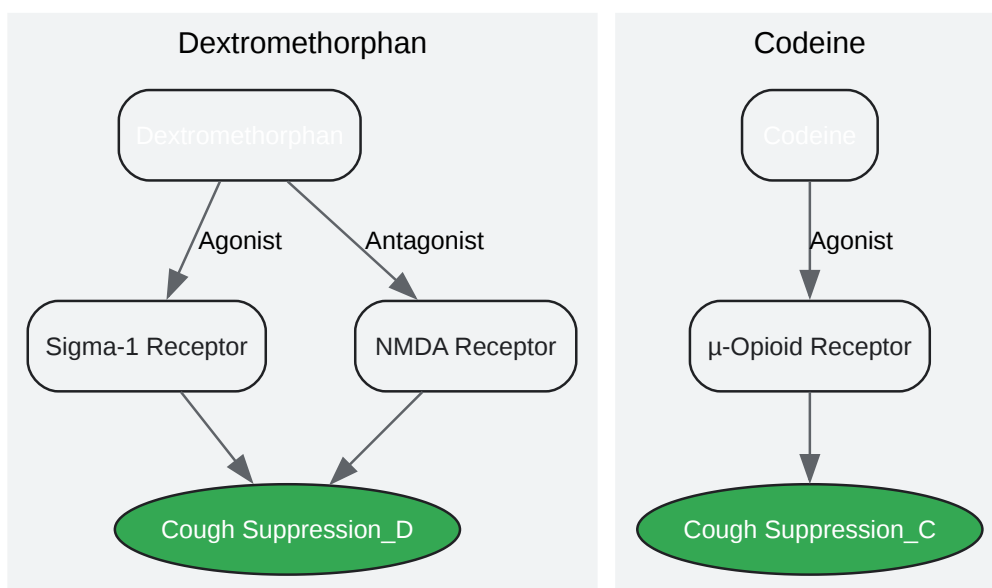 Dextromethorphan
Codeine
Dextromethorphan
Codeine
Agonist
Antagonist
Agonist
Sigma-1 Receptor
NMDA Receptor
µ-Opioid Receptor
Cough Suppression_D
Cough Suppression_C